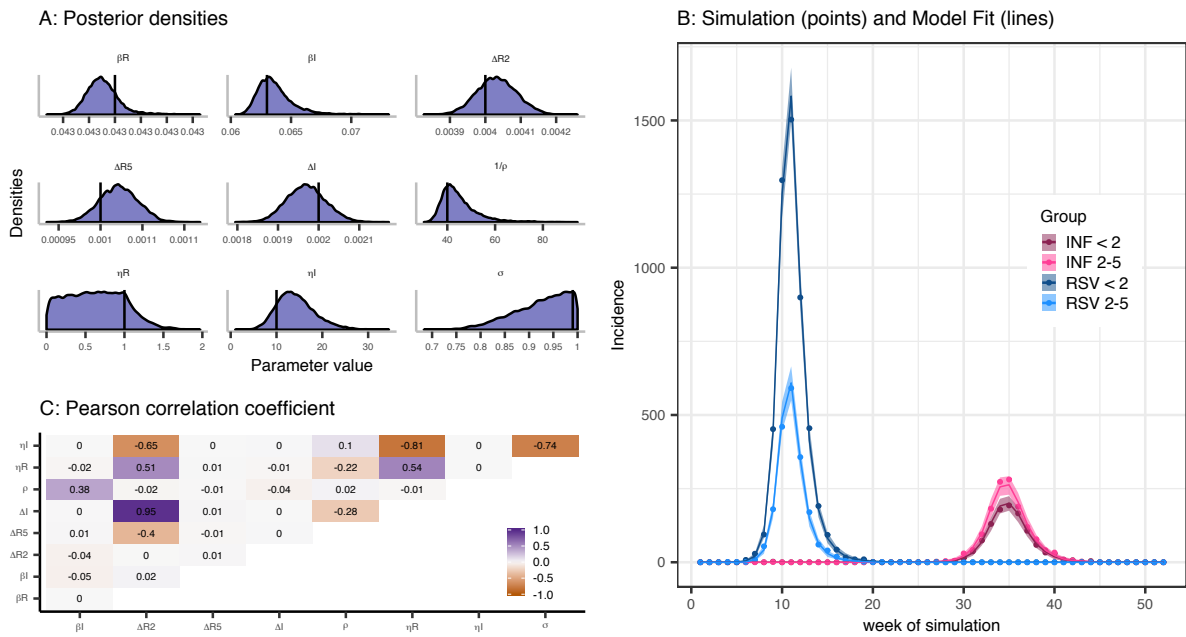 A: Posterior densities
βR
βI
ΔR2
0.043 0.043 0.043 0.043 0.043 0.043
0.06 0.065 0.07
0.0039 0.004 0.0041 0.0042
ΔR5
ΔI
1/ρ
0.00095 0.001 0.0011 0.0011
0.0018 0.0019 0.002 0.0021
40 60 80
ηR
ηI
σ
0 0.5 1 1.5 2
0 10 20 30
0.7 0.75 0.8 0.85 0.9 0.95 1
Densities
Parameter value
C: Pearson correlation coefficient
ηI 0 -0.65 0 0 0.1 -0.81 0 -0.74
ηR -0.02 0.51 0.01 -0.01 -0.22 0.54 0
ρ 0.38 -0.02 -0.01 -0.04 0.02 -0.01
ΔI 0 0.95 0.01 0 -0.28
ΔR5 0.01 -0.4 -0.01 0
ΔR2 -0.04 0 0.01
βI -0.05 0.02
βR 0
βI ΔR2 ΔR5 ΔI ρ ηR ηI σ
1.0
0.5
0.0
-0.5
-1.0
B: Simulation (points) and Model Fit (lines)
Incidence
1500
1000
500
0
0 10 20 30 40 50
week of simulation
Group
INF < 2
INF 2-5
RSV < 2
RSV 2-5